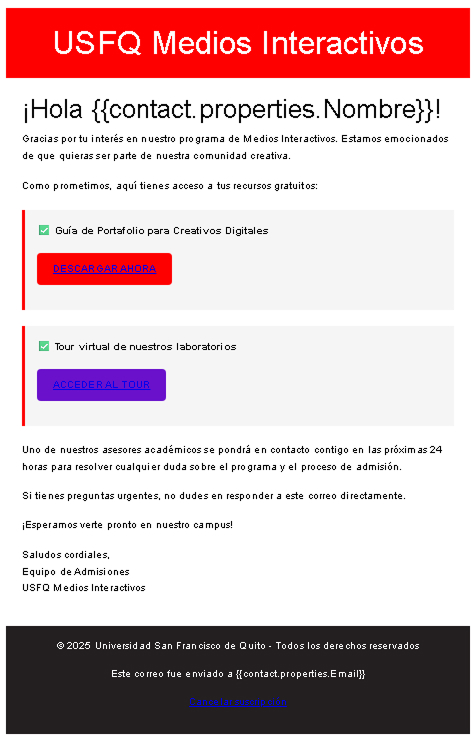 USFQ Medios Interactivos
¡Hola {{contact.properties.Nombre}}!
Gracias por tu interés en nuestro programa de Medios Interactivos. Estamos emocionados
de que quieras ser parte de nuestra comunidad creativa.
Como prometimos, aquí tienes acceso a tus recursos gratuitos:
✅ Guía de Portafolio para Creativos Digitales
DESCARGAR AHORA
✅ Tour virtual de nuestros laboratorios
ACCEDER AL TOUR
Uno de nuestros asesores académicos se pondrá en contacto contigo en las próximas 24
horas para resolver cualquier duda sobre el programa y el proceso de admisión.
Si tienes preguntas urgentes, no dudes en responder a este correo directamente.
¡Esperamos verte pronto en nuestro campus!
Saludos cordiales,
Equipo de Admisiones
USFQ Medios Interactivos
© 2025 Universidad San Francisco de Quito - Todos los derechos reservados
Este correo fue enviado a {{contact.properties.Email}}